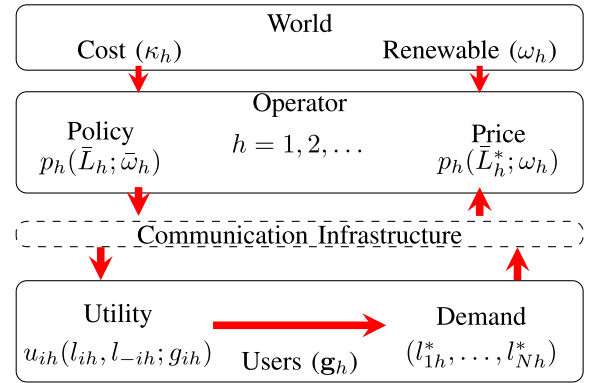 World
Cost (κ_h) Renewable (ω_h)
Operator
Policy h = 1, 2, … Price
p_h(L̄_h; ω̄_h) p_h(L̄*_h; ω_h)
Communication Infrastructure
Utility Demand
u_ih(l_ih, l_−ih; g_ih) Users (𝐠_h) (l*_1h, …, l*_Nh)